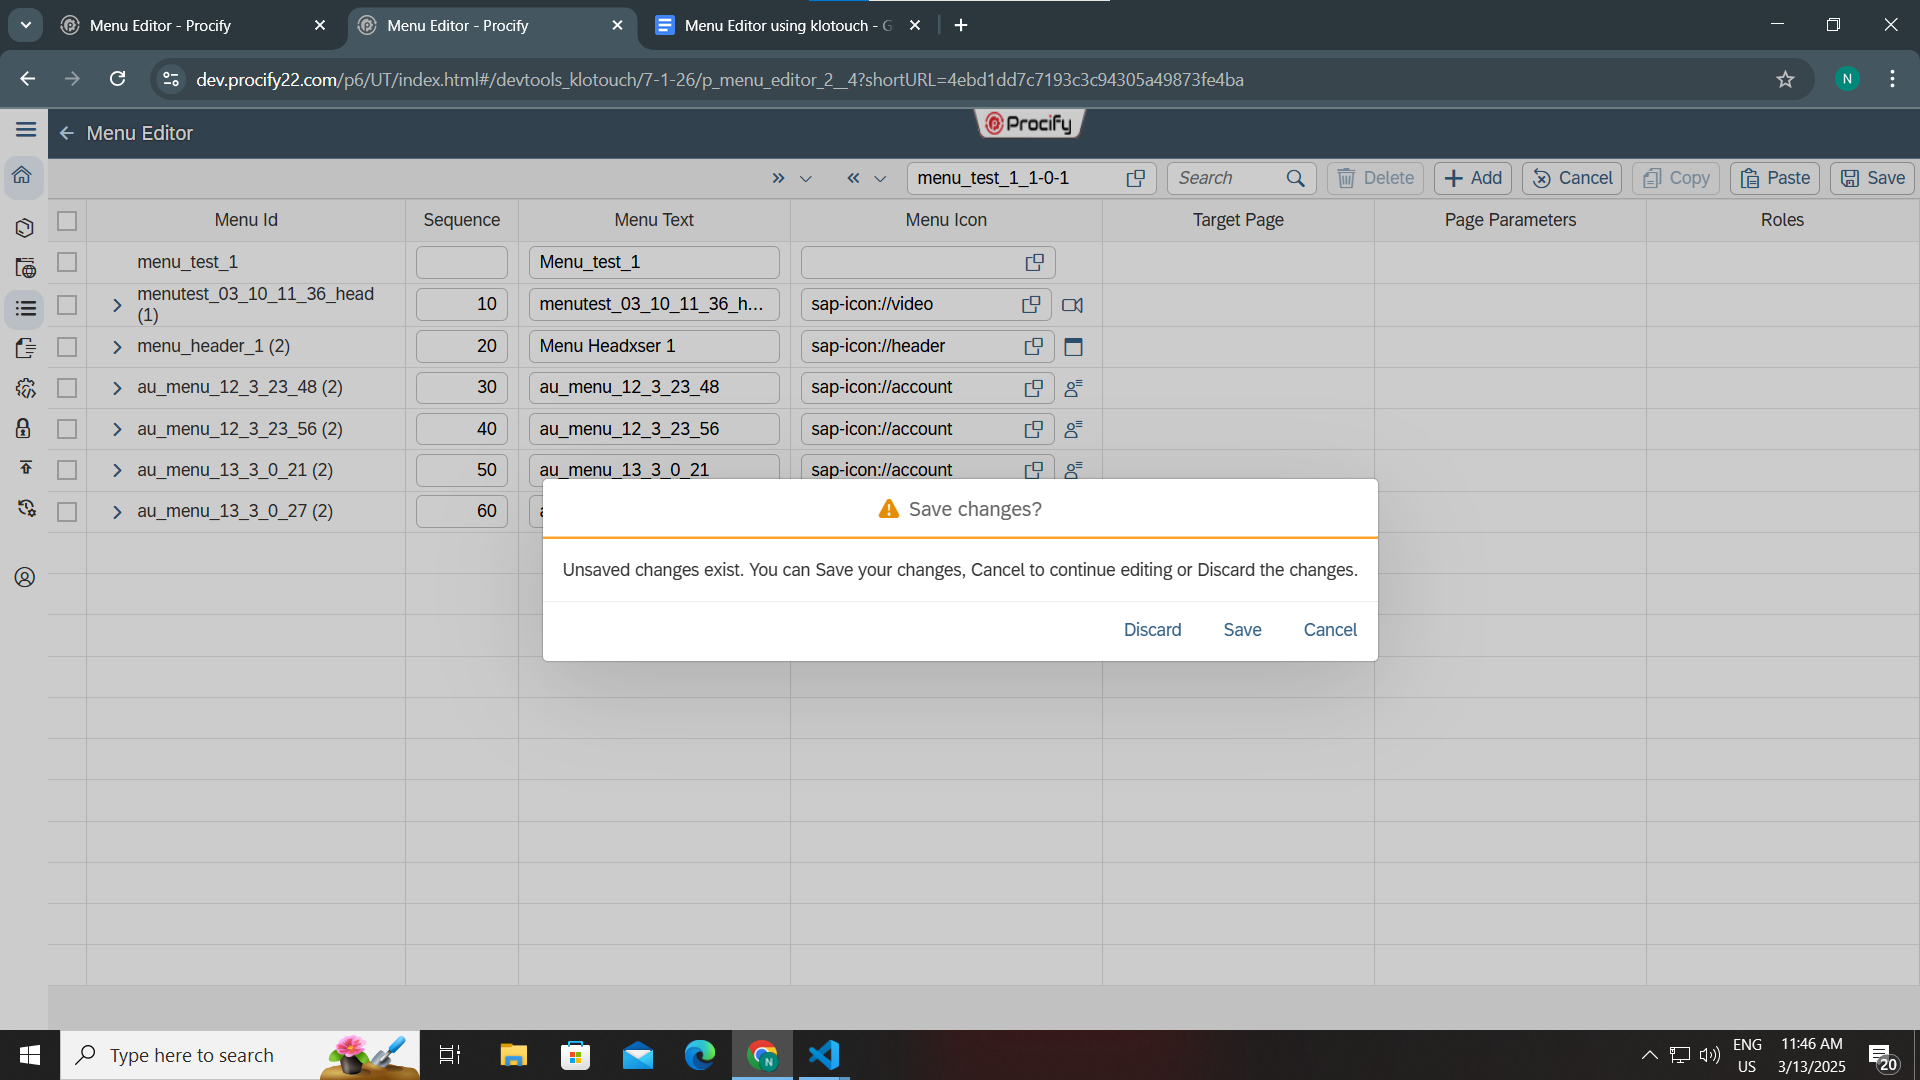 Menu Editor - Procify
Menu Editor - Procify
Menu Editor using klotouch - G
dev.procify22.com/p6/UT/index.html#/devtools_klotouch/7-1-26/p_menu_editor_2__4?shortURL=4ebd1dd7c7193c3c94305a49873fe4ba
N
Menu Editor
Procify
menu_test_1_1-0-1
Search
Delete
Add
Cancel
Copy
Paste
Save
Menu Id Sequence Menu Text Menu Icon Target Page Page Parameters Roles
menu_test_1 Menu_test_1
menutest_03_10_11_36_head
(1)
10 menutest_03_10_11_36_h... sap-icon://video
menu_header_1 (2) 20 Menu Headxser 1 sap-icon://header
au_menu_12_3_23_48 (2) 30 au_menu_12_3_23_48 sap-icon://account
au_menu_12_3_23_56 (2) 40 au_menu_12_3_23_56 sap-icon://account
au_menu_13_3_0_21 (2) 50 au_menu_13_3_0_21 sap-icon://account
au_menu_13_3_0_27 (2) 60
Save changes?
Unsaved changes exist. You can Save your changes, Cancel to continue editing or Discard the changes.
Discard Save Cancel
Type here to search
N
ENG
US
11:46 AM
3/13/2025
20